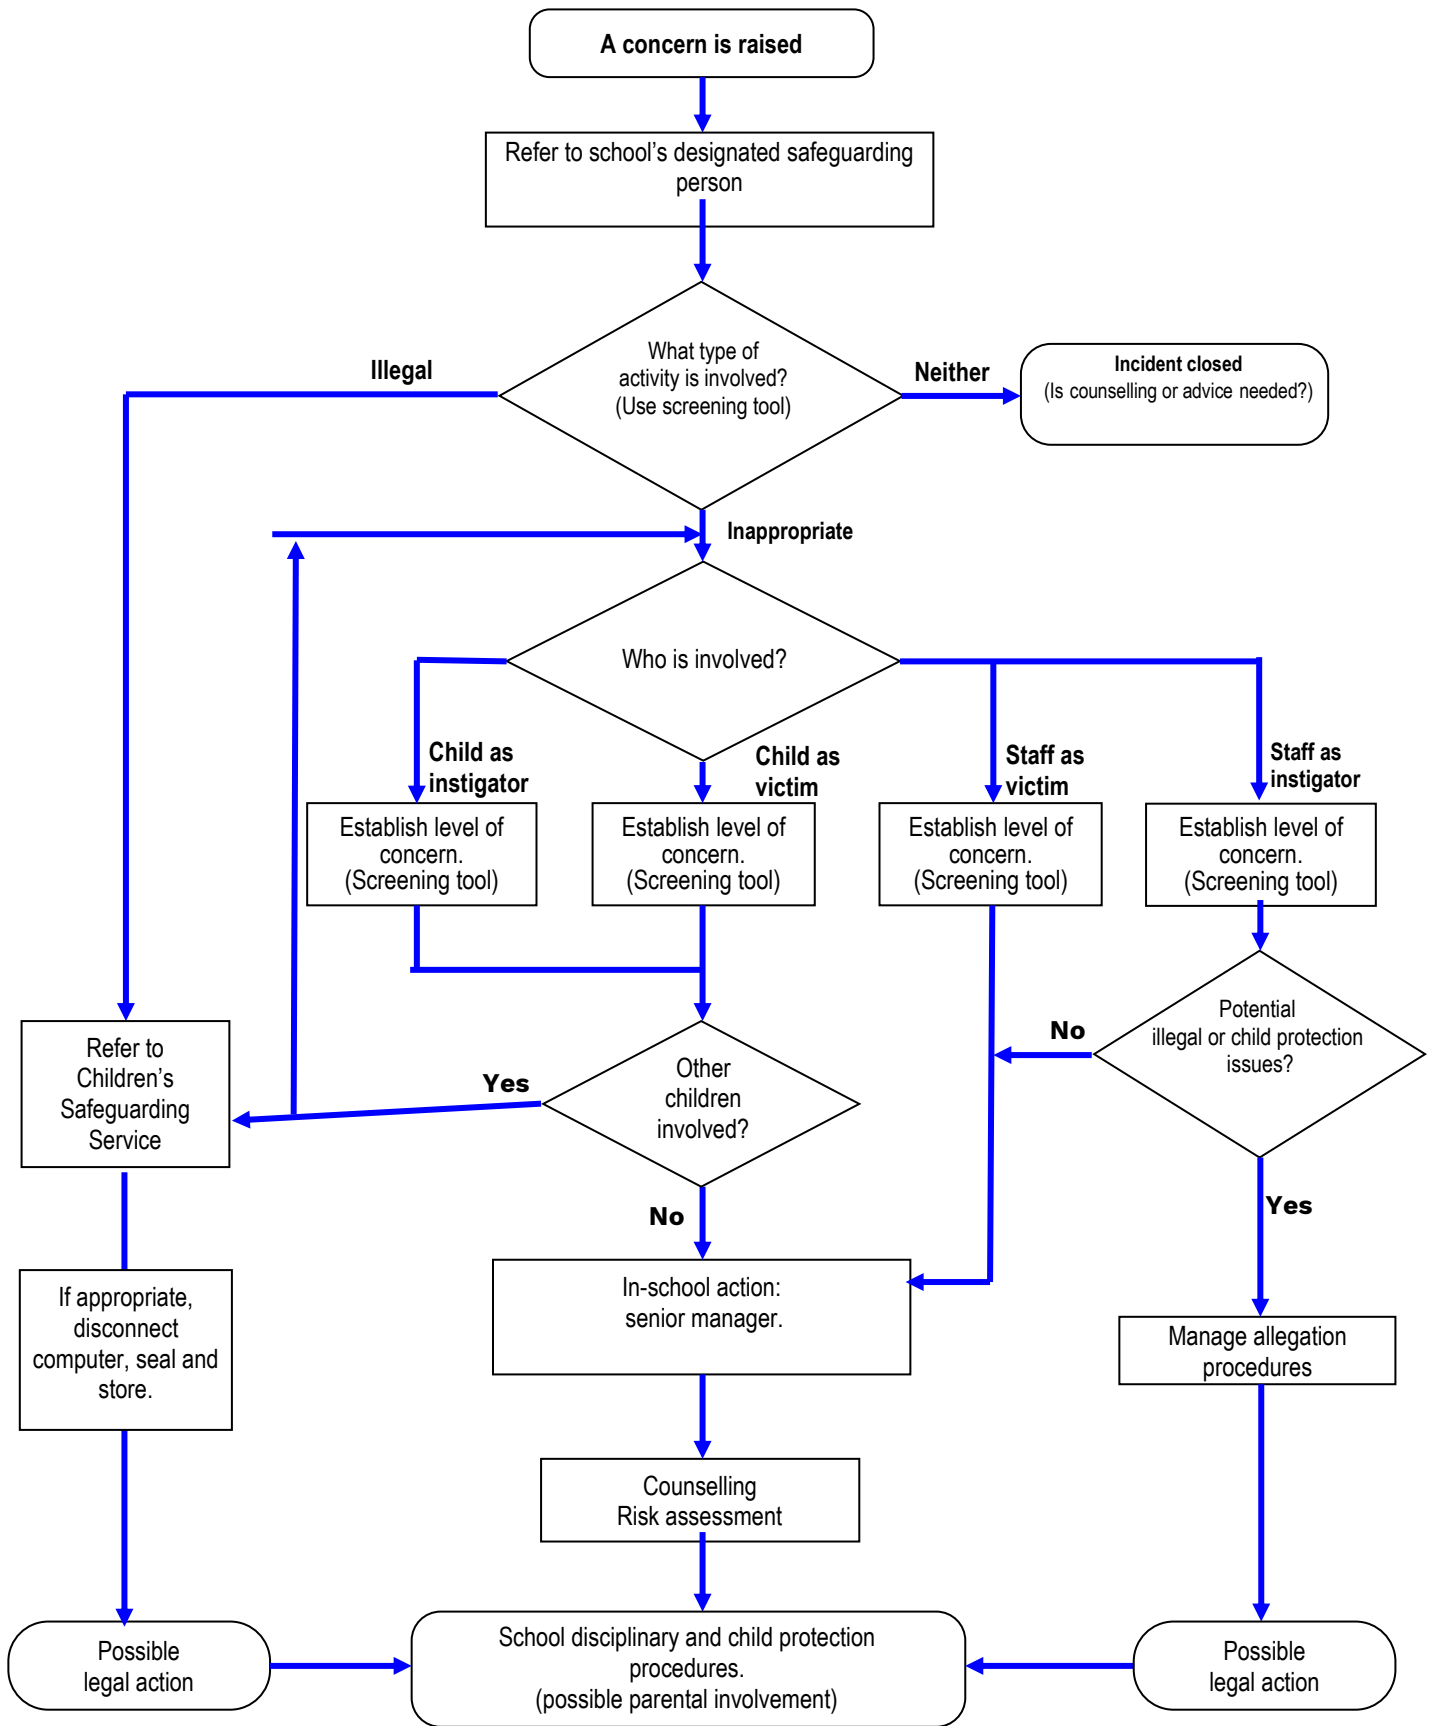 A concern is raised
Refer to school’s designated safeguarding
person
What type of
activity is involved?
(Use screening tool)
Illegal
Neither
Incident closed
(Is counselling or advice needed?)
Inappropriate
Who is involved?
Child as
instigator
Child as
victim
Staff as
victim
Staff as
instigator
Establish level of
concern.
(Screening tool)
Establish level of
concern.
(Screening tool)
Establish level of
concern.
(Screening tool)
Establish level of
concern.
(Screening tool)
Potential
illegal or child protection
issues?
No
Yes
Refer to
Children’s
Safeguarding
Service
Yes
Other
children
involved?
No
If appropriate,
disconnect
computer, seal and
store.
In-school action:
senior manager.
Manage allegation
procedures
Counselling
Risk assessment
Possible
legal action
School disciplinary and child protection
procedures.
(possible parental involvement)
Possible
legal action